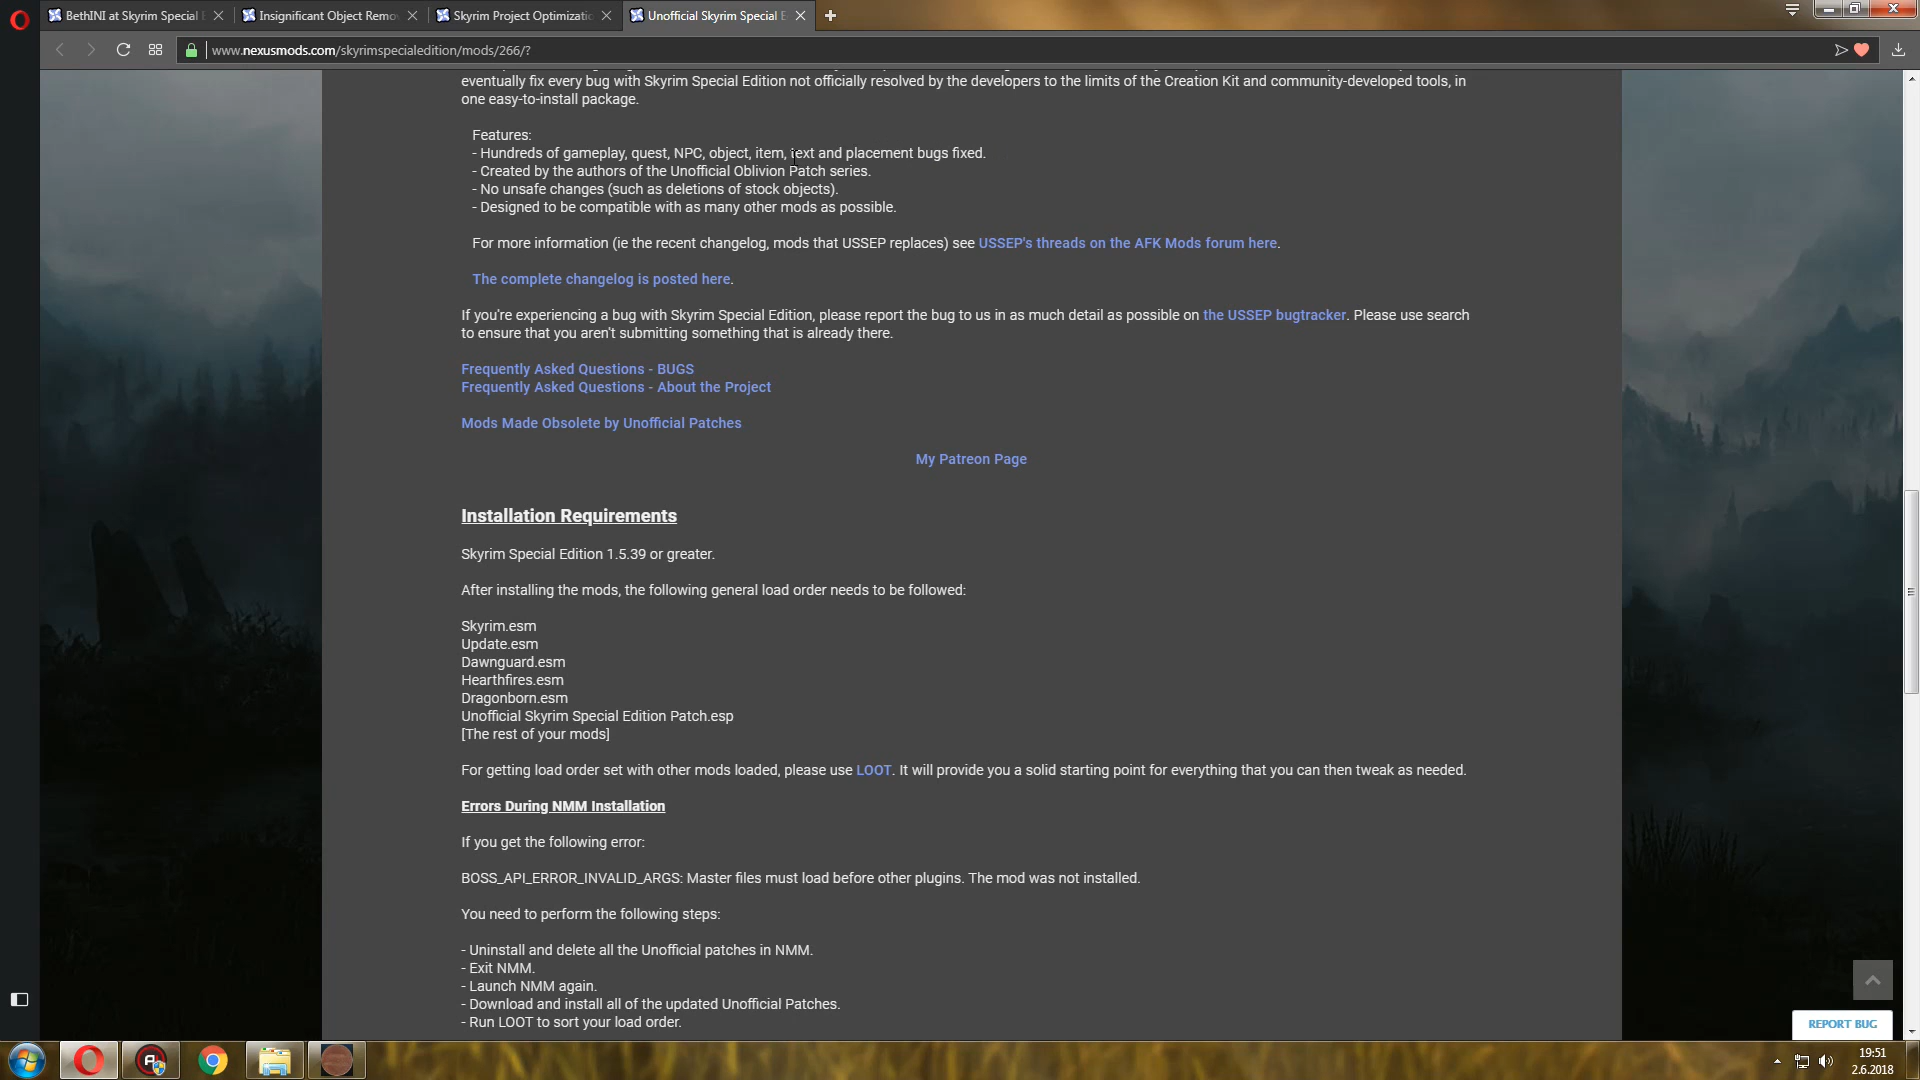 BethINI at Skyrim Special E
Insignificant Object Remo
Skyrim Project Optimizatio
Unofficial Skyrim Special E
www.nexusmods.com/skyrimspecialedition/mods/266/?
eventually fix every bug with Skyrim Special Edition not officially resolved by the developers to the limits of the Creation Kit and community-developed tools, in
one easy-to-install package.
Features:
- Hundreds of gameplay, quest, NPC, object, item, text and placement bugs fixed.
- Created by the authors of the Unofficial Oblivion Patch series.
- No unsafe changes (such as deletions of stock objects).
- Designed to be compatible with as many other mods as possible.
For more information (ie the recent changelog, mods that USSEP replaces) see USSEP's threads on the AFK Mods forum here.
The complete changelog is posted here.
If you're experiencing a bug with Skyrim Special Edition, please report the bug to us in as much detail as possible on the USSEP bugtracker. Please use search
to ensure that you aren't submitting something that is already there.
Frequently Asked Questions - BUGS
Frequently Asked Questions - About the Project
Mods Made Obsolete by Unofficial Patches
My Patreon Page
Installation Requirements
Skyrim Special Edition 1.5.39 or greater.
After installing the mods, the following general load order needs to be followed:
Skyrim.esm
Update.esm
Dawnguard.esm
Hearthfires.esm
Dragonborn.esm
Unofficial Skyrim Special Edition Patch.esp
[The rest of your mods]
For getting load order set with other mods loaded, please use LOOT. It will provide you a solid starting point for everything that you can then tweak as needed.
Errors During NMM Installation
If you get the following error:
BOSS_API_ERROR_INVALID_ARGS: Master files must load before other plugins. The mod was not installed.
You need to perform the following steps:
- Uninstall and delete all the Unofficial patches in NMM.
- Exit NMM.
- Launch NMM again.
- Download and install all of the updated Unofficial Patches.
- Run LOOT to sort your load order.
REPORT BUG
19:51
2.6.2018